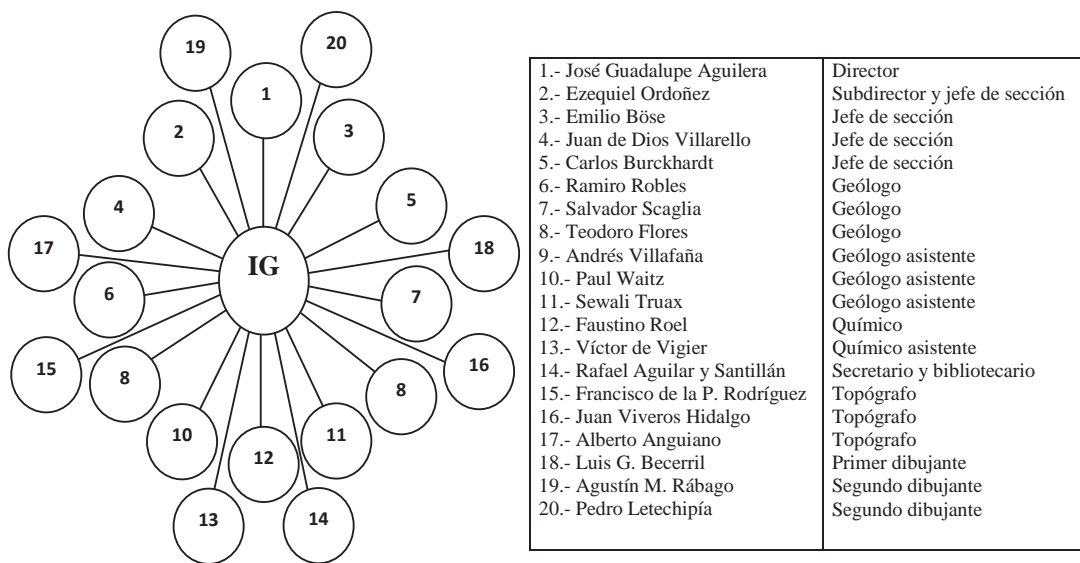 19
20
1
2
3
4
5
17
IG
18
6
7
15
16
8
8
10
11
12
13
14
1.- José Guadalupe Aguilera Director
2.- Ezequiel Ordoñez Subdirector y jefe de sección
3.- Emilio Böse Jefe de sección
4.- Juan de Dios Villarello Jefe de sección
5.- Carlos Burckhardt Jefe de sección
6.- Ramiro Robles Geólogo
7.- Salvador Scaglia Geólogo
8.- Teodoro Flores Geólogo
9.- Andrés Villafaña Geólogo asistente
10.- Paul Waitz Geólogo asistente
11.- Sewali Truax Geólogo asistente
12.- Faustino Roel Químico
13.- Víctor de Vigier Químico asistente
14.- Rafael Aguilar y Santillán Secretario y bibliotecario
15.- Francisco de la P. Rodríguez Topógrafo
16.- Juan Viveros Hidalgo Topógrafo
17.- Alberto Anguiano Topógrafo
18.- Luis G. Becerril Primer dibujante
19.- Agustín M. Rábago Segundo dibujante
20.- Pedro Letechipía Segundo dibujante